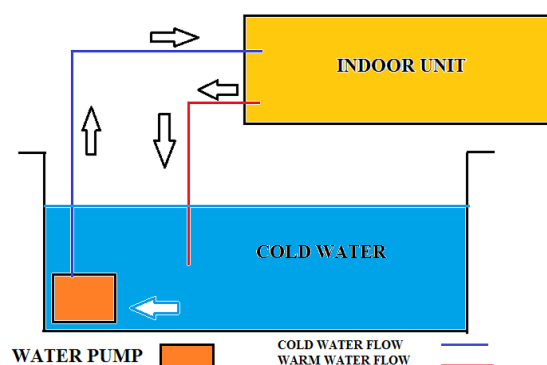 INDOOR UNIT
COLD WATER
WATER PUMP
COLD WATER FLOW
WARM WATER FLOW